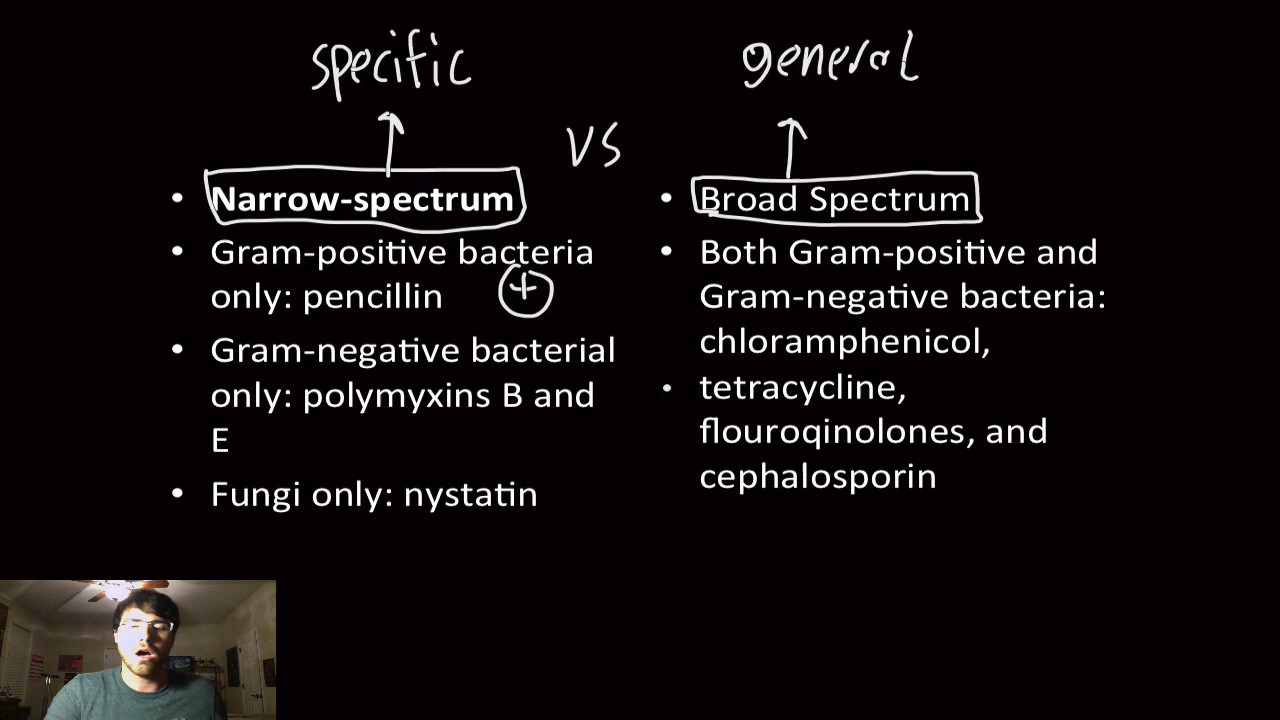 specific
general
vs
• Narrow-spectrum
• Gram-positive bacteria
only: pencillin +
• Gram-negative bacterial
only: polymyxins B and
E
• Fungi only: nystatin
• Broad Spectrum
• Both Gram-positive and
Gram-negative bacteria:
chloramphenicol,
• tetracycline,
flouroqinolones, and
cephalosporin